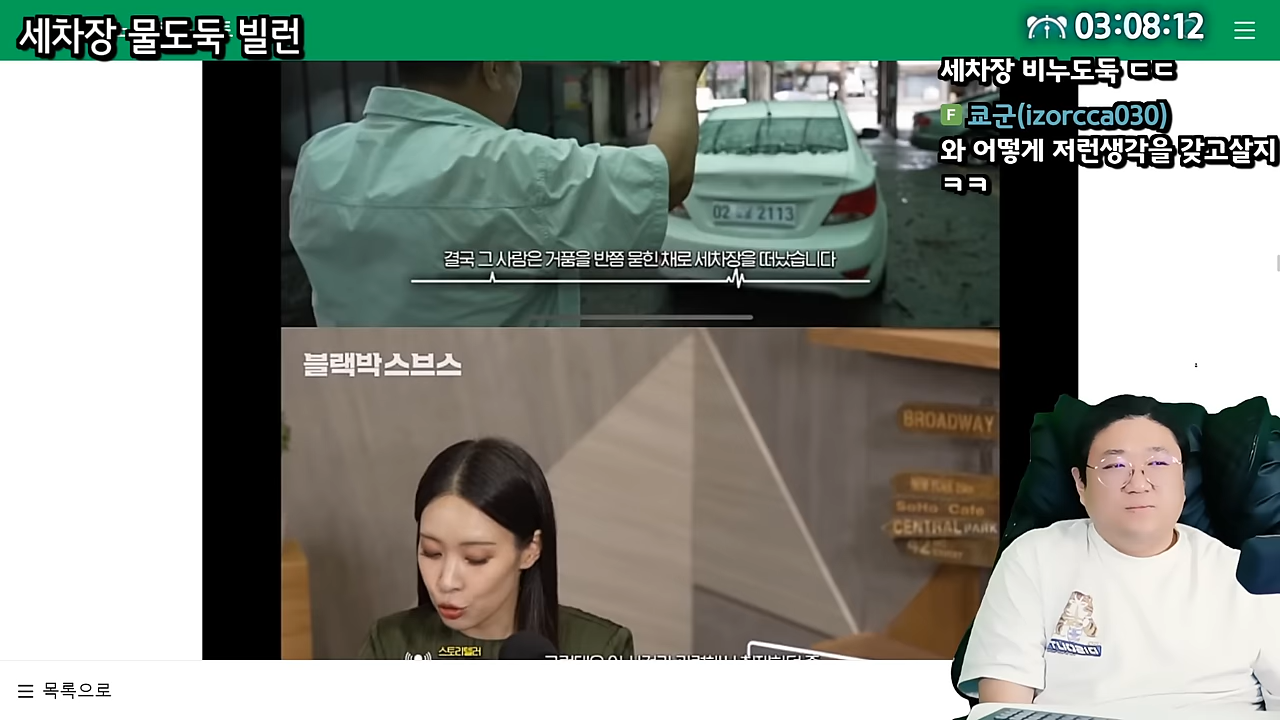 세차장 물도둑 빌런
03:08:12
세차장 비누도둑 ㄷㄷ
F 쿄군(izorcca030)
와 어떻게 저런생각을 갖고살지
ㅋㅋ
02 2113
결국 그 사람은 거품을 반쯤 묻힌 채로 세차장을 떠났습니다
블랙박스브스
BROADWAY
SoHo Cafe
CENTRAL PARK
스토리텔러
목록으로